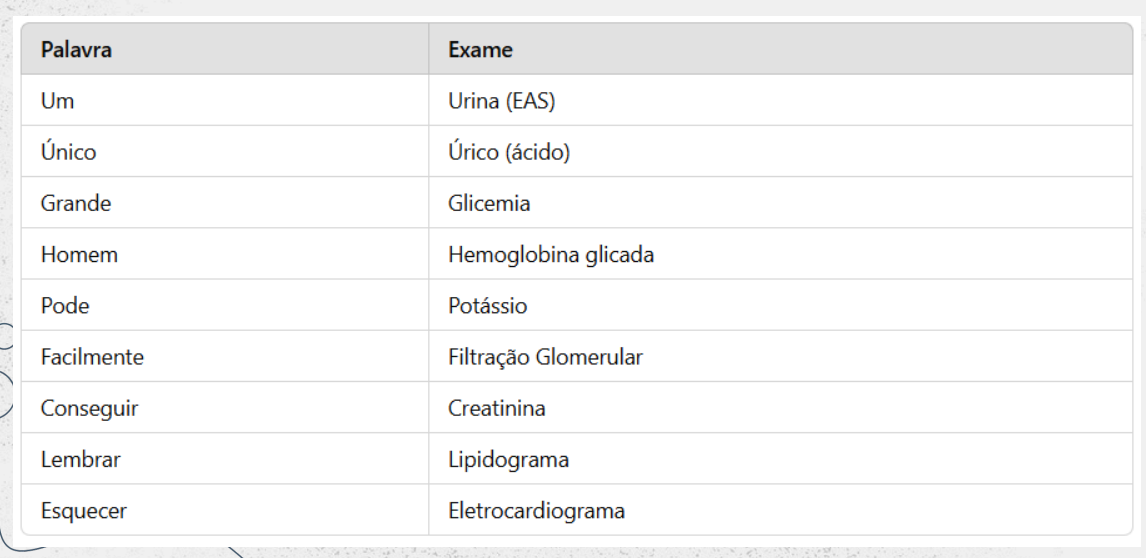 Palavra Exame
Um Urina (EAS)
Único Úrico (ácido)
Grande Glicemia
Homem Hemoglobina glicada
Pode Potássio
Facilmente Filtração Glomerular
Conseguir Creatinina
Lembrar Lipidograma
Esquecer Eletrocardiograma